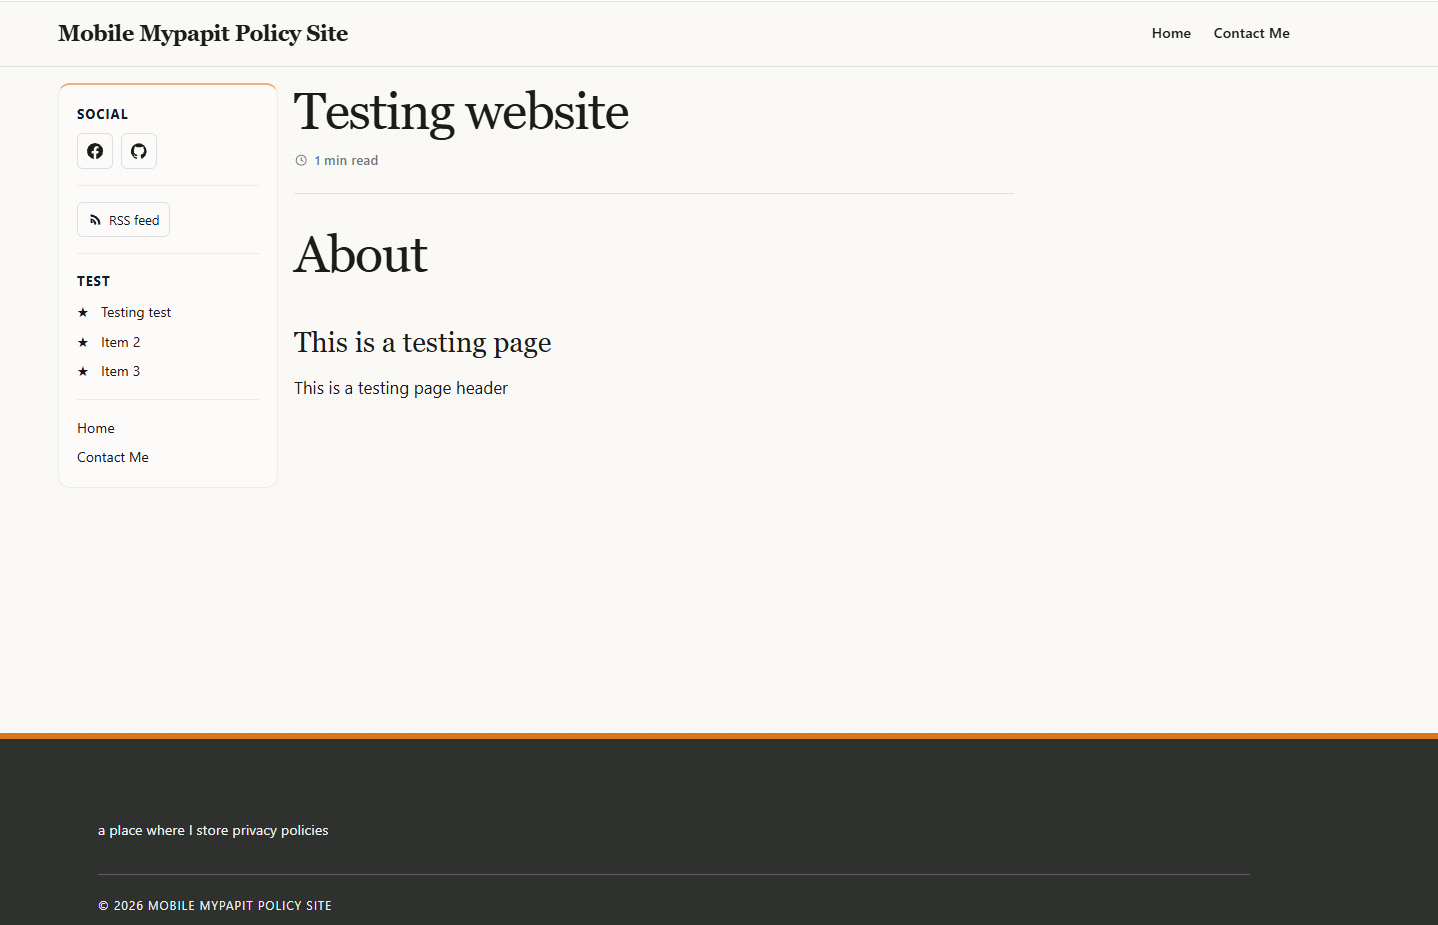 Mobile Mypapit Policy Site
Home
Contact Me
SOCIAL
RSS feed
TEST
★ Testing test
★ Item 2
★ Item 3
Home
Contact Me
Testing website
1 min read
About
This is a testing page
This is a testing page header
a place where I store privacy policies
© 2026 MOBILE MYPAPIT POLICY SITE